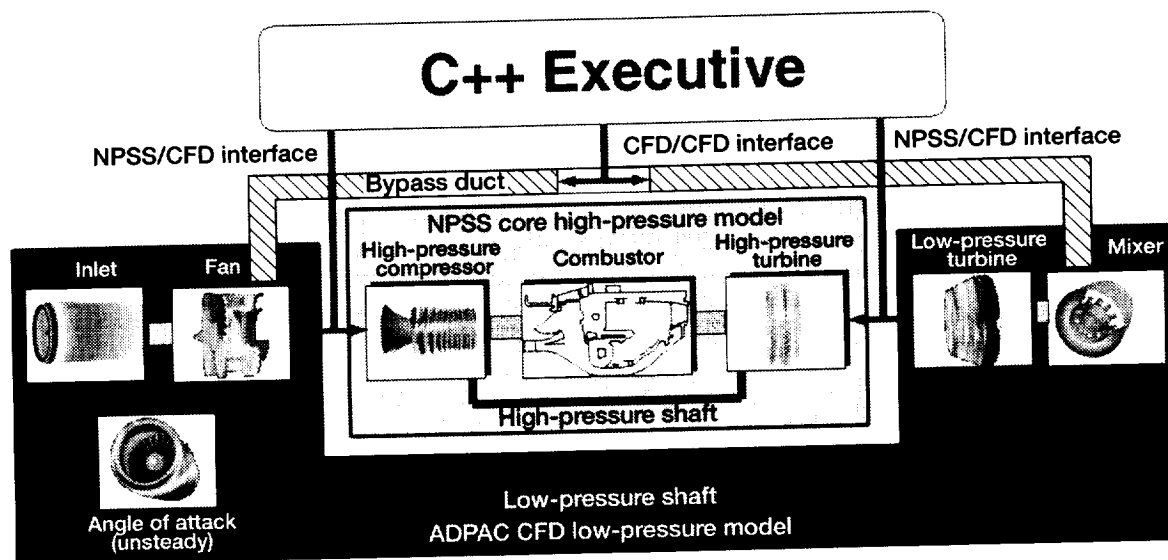 C++ Executive
NPSS/CFD interface
CFD/CFD interface
NPSS/CFD interface
Bypass duct
NPSS core high-pressure model
High-pressure
compressor
Combustor
High-pressure
turbine
Inlet
Fan
Low-pressure
turbine
Mixer
High-pressure shaft
Angle of attack
(unsteady)
Low-pressure shaft
ADPAC CFD low-pressure model